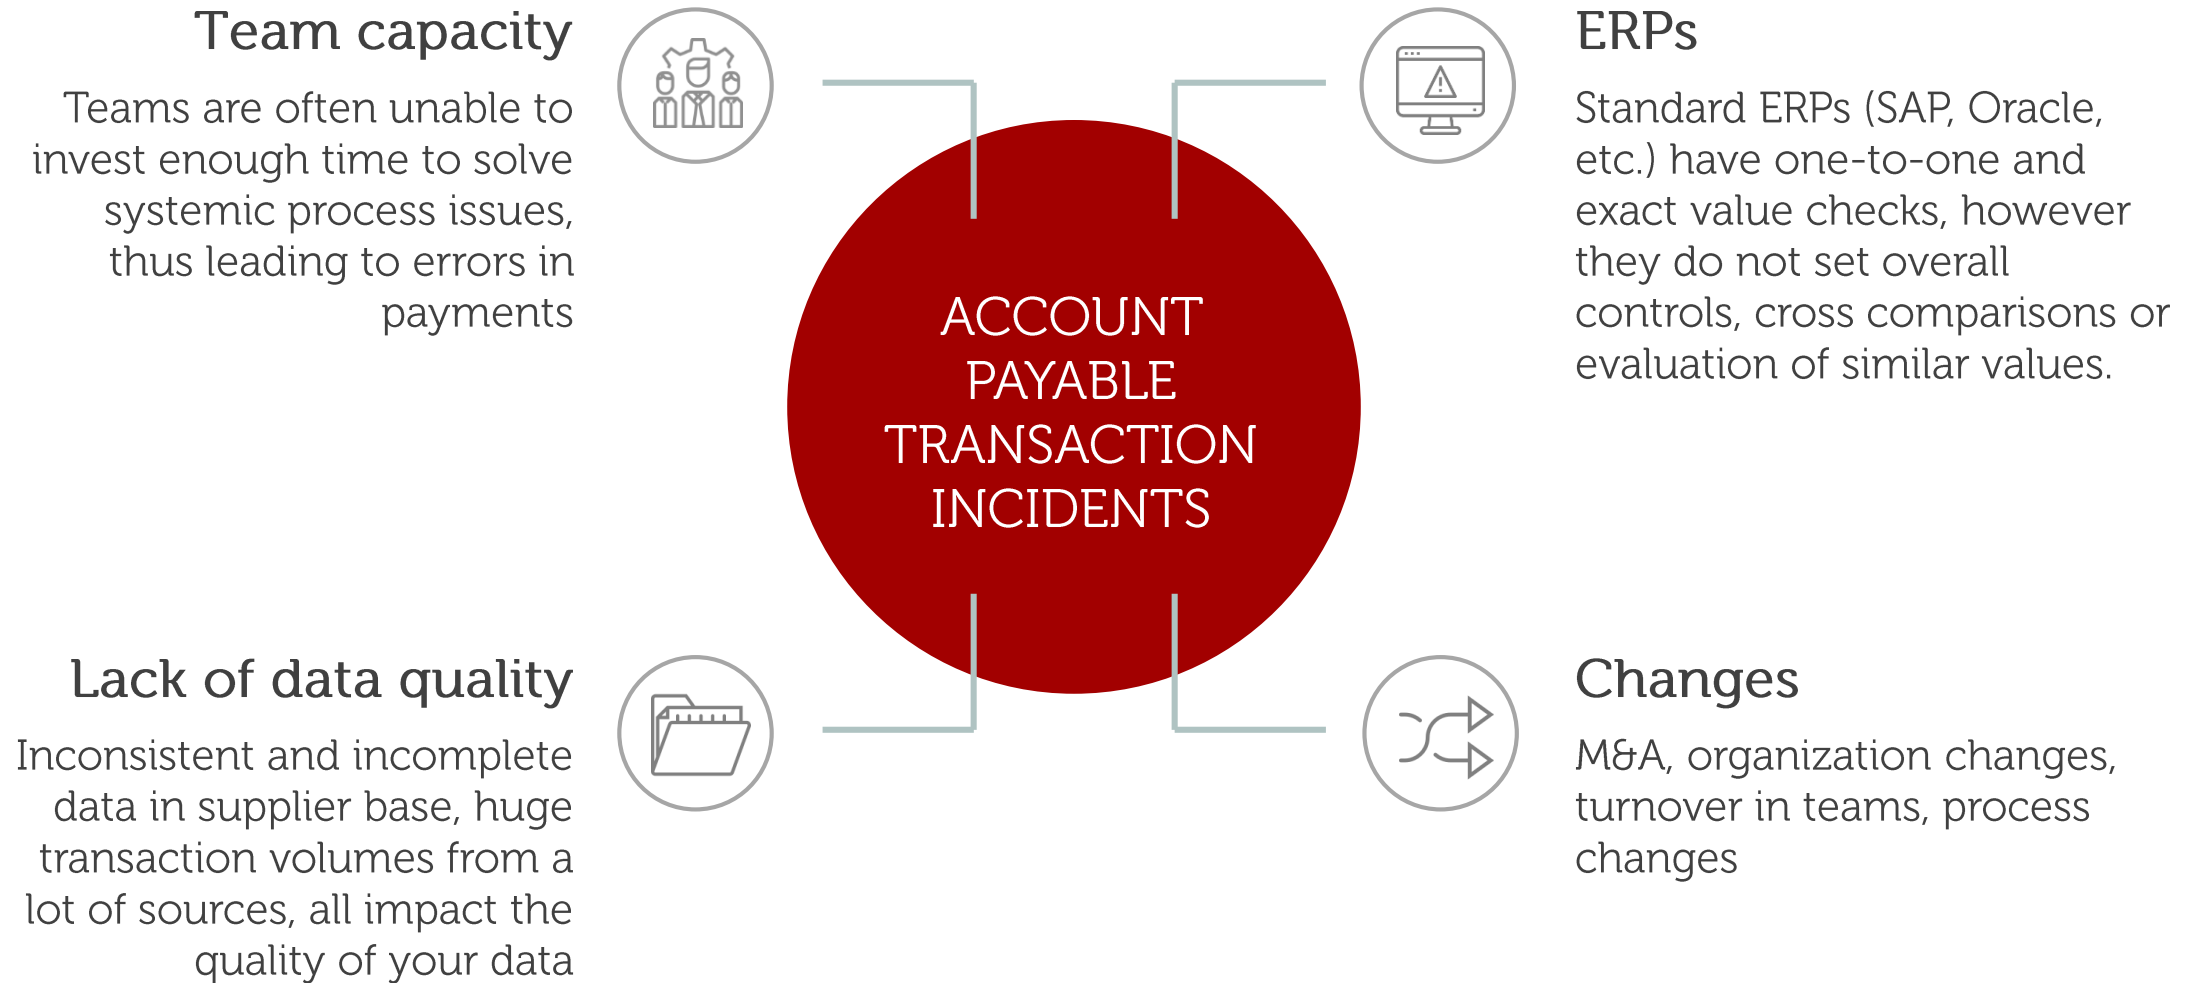 Team capacity
Teams are often unable to
invest enough time to solve
systemic process issues,
thus leading to errors in
payments
ERPs
Standard ERPs (SAP, Oracle,
etc.) have one-to-one and
exact value checks, however
they do not set overall
controls, cross comparisons or
evaluation of similar values.
ACCOUNT
PAYABLE
TRANSACTION
INCIDENTS
Lack of data quality
Inconsistent and incomplete
data in supplier base, huge
transaction volumes from a
lot of sources, all impact the
quality of your data
Changes
M&A, organization changes,
turnover in teams, process
changes